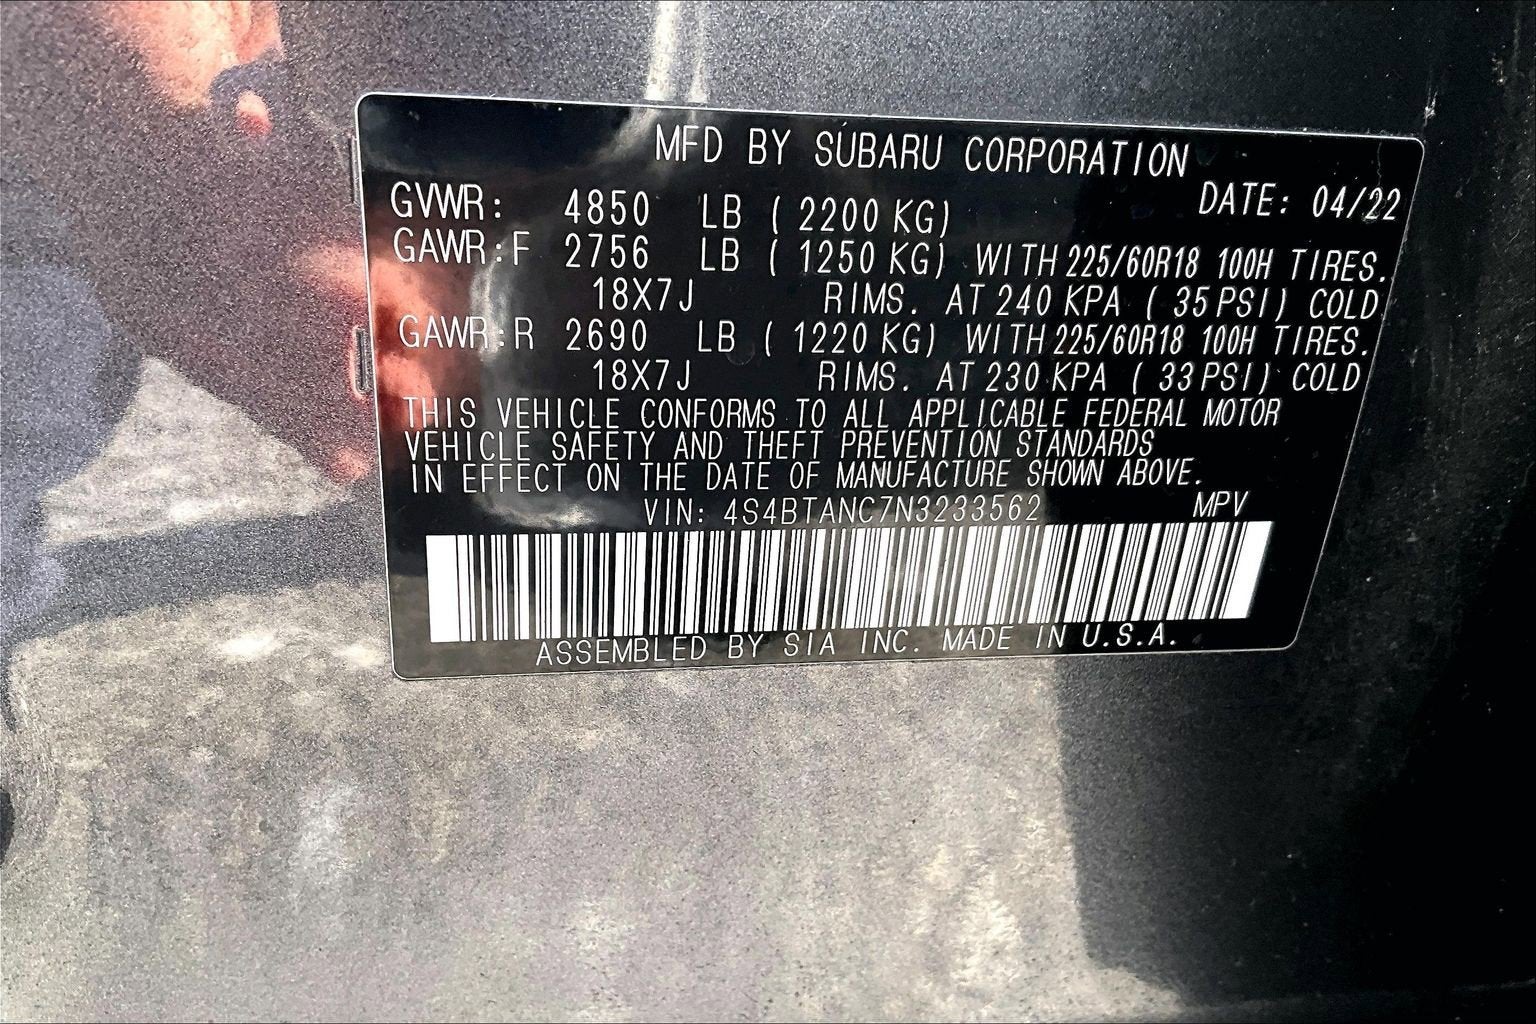 MFD BY SUBARU CORPORATION
DATE: 04/22
GVWR: 4850 LB (2200 KG)
GAWR:F 2756 LB (1250 KG) WITH 225/60R18 100H TIRES.
18X7J RIMS. AT 240 KPA (35 PSI) COLD
GAWR:R 2690 LB (1220 KG) WITH 225/60R18 100H TIRES.
18X7J RIMS. AT 230 KPA (33 PSI) COLD
THIS VEHICLE CONFORMS TO ALL APPLICABLE FEDERAL MOTOR
VEHICLE SAFETY AND THEFT PREVENTION STANDARDS
IN EFFECT ON THE DATE OF MANUFACTURE SHOWN ABOVE.
VIN: 4S4BTANC7N3233562 MPV
ASSEMBLED BY SIA INC. MADE IN U.S.A.